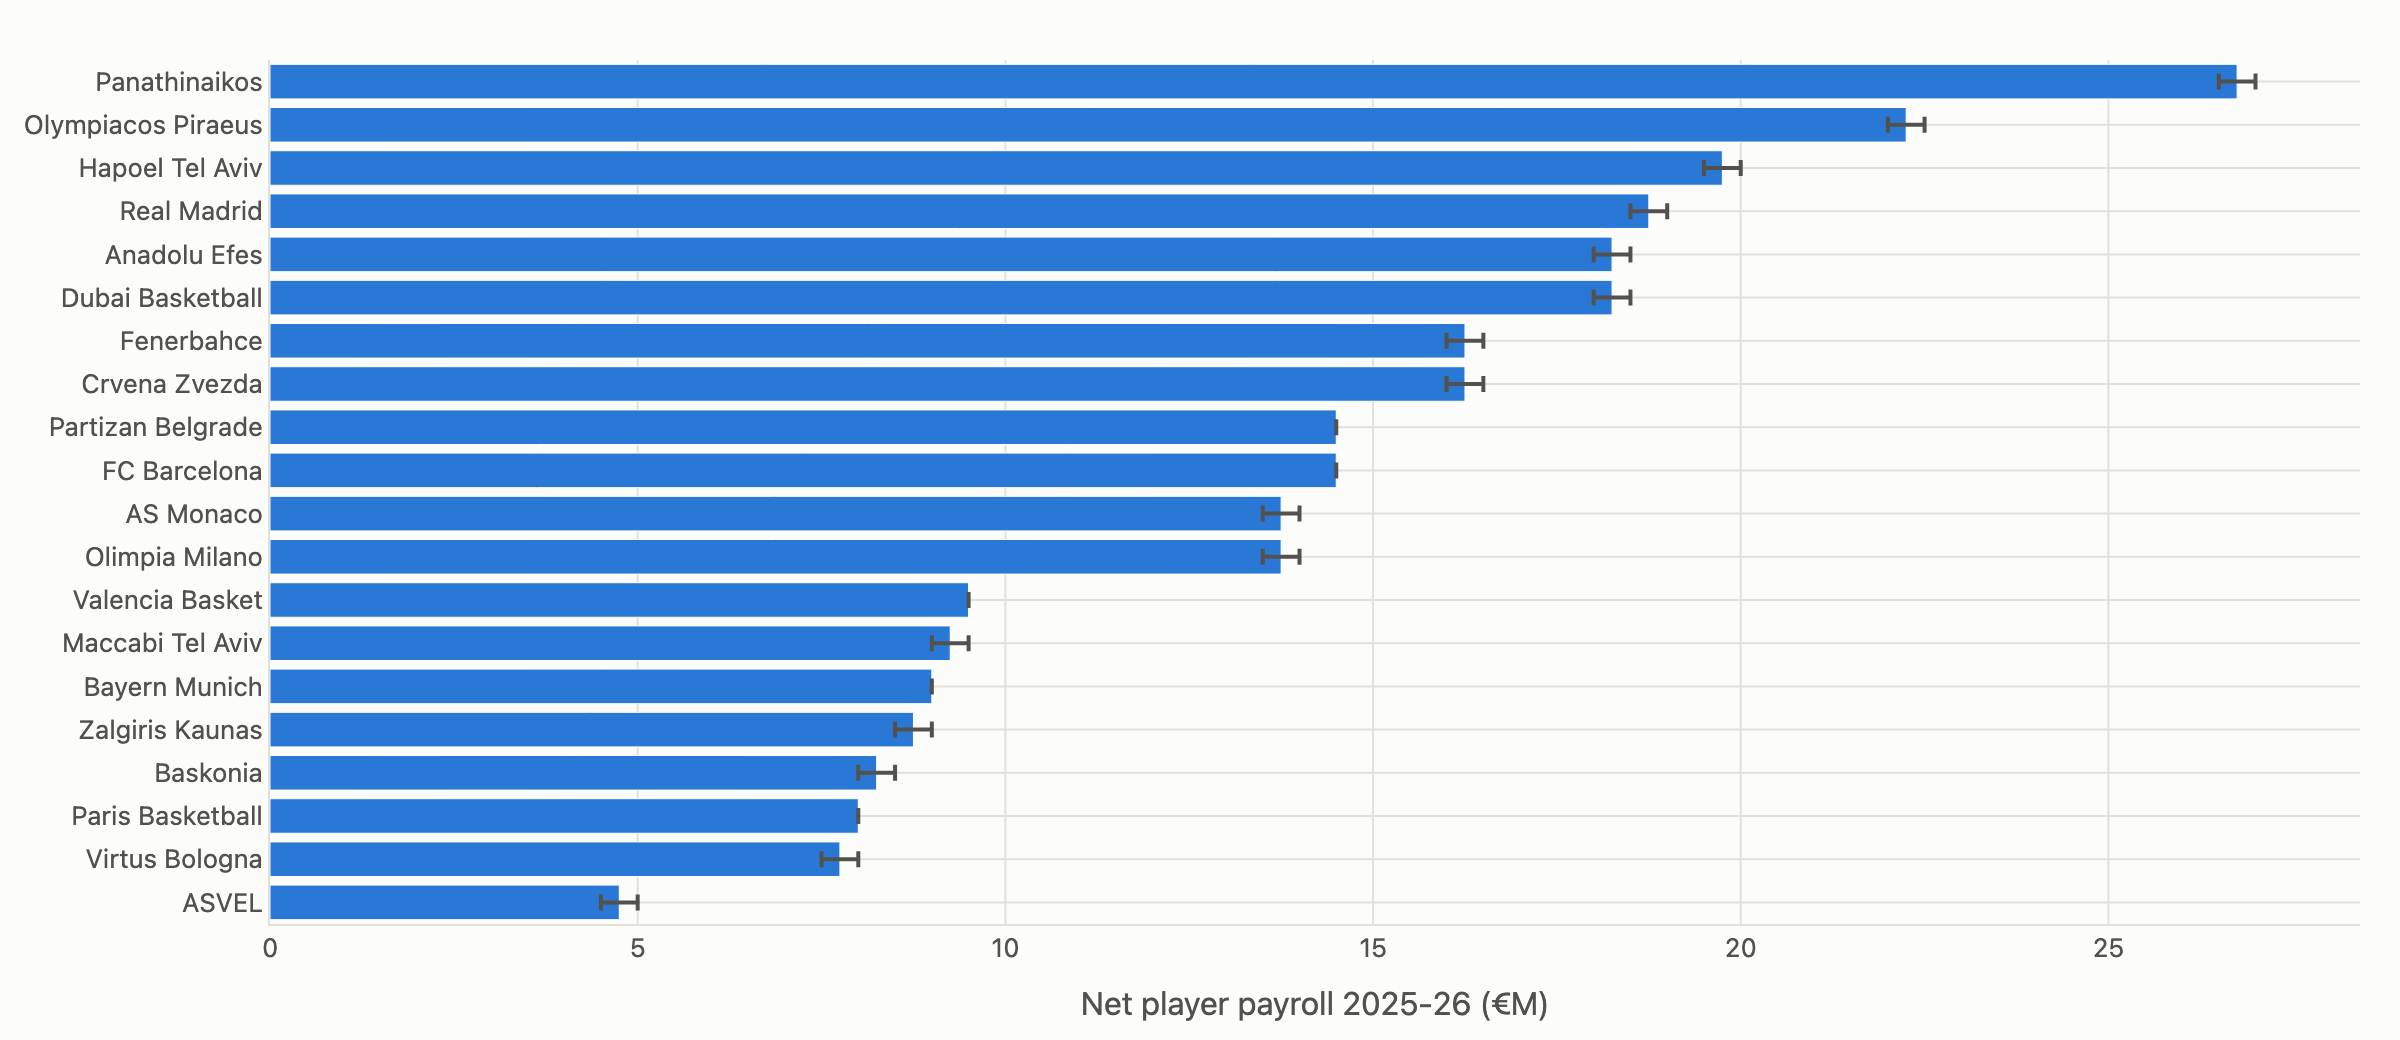 Panathinaikos
Olympiacos Piraeus
Hapoel Tel Aviv
Real Madrid
Anadolu Efes
Dubai Basketball
Fenerbahce
Crvena Zvezda
Partizan Belgrade
FC Barcelona
AS Monaco
Olimpia Milano
Valencia Basket
Maccabi Tel Aviv
Bayern Munich
Zalgiris Kaunas
Baskonia
Paris Basketball
Virtus Bologna
ASVEL
0 5 10 15 20 25
Net player payroll 2025-26 (€M)